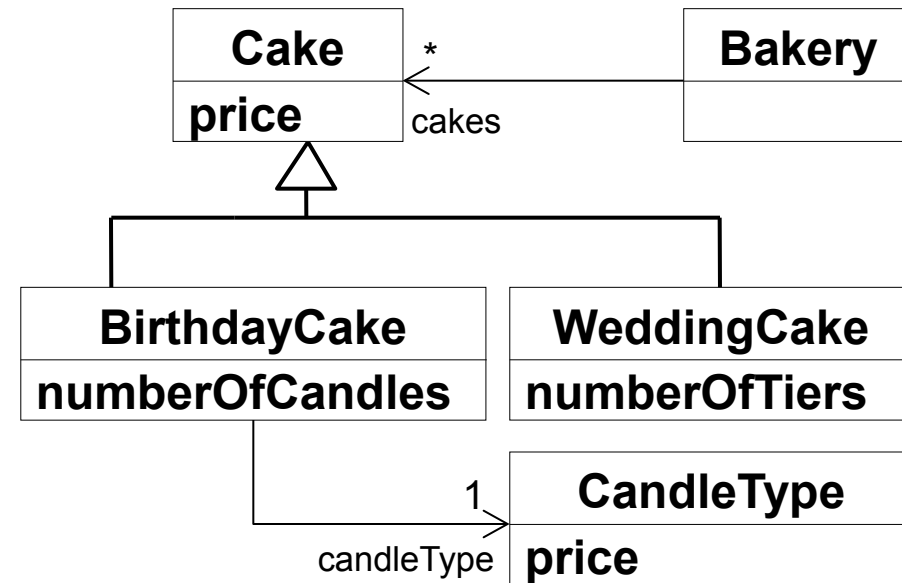 Cake
*
Bakery
price
cakes
BirthdayCake
WeddingCake
numberOfCandles
numberOfTiers
1
CandleType
candleType
price